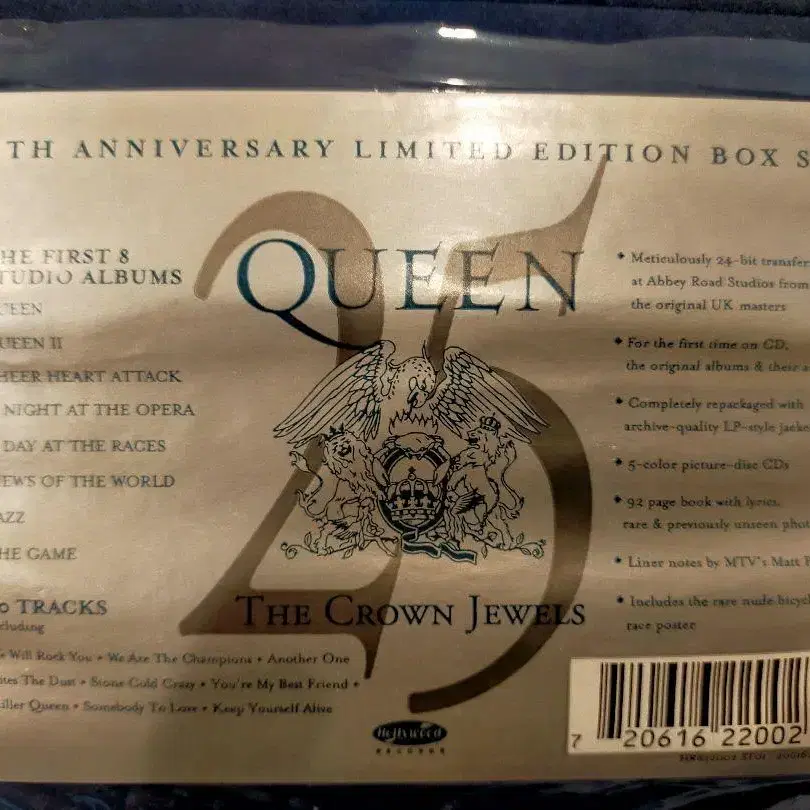 TH ANNIVERSARY LIMITED EDITION BOX S
25
QUEEN
THE CROWN JEWELS
HE FIRST 8
TUDIO ALBUMS
UEEN
UEEN II
HEER HEART ATTACK
NIGHT AT THE OPERA
DAY AT THE RACES
EWS OF THE WORLD
AZZ
HE GAME
0 TRACKS
cluding
e Will Rock You • We Are The Champions • Another One
ites The Dust • Stone Cold Crazy • You're My Best Friend •
iller Queen • Somebody To Love • Keep Yourself Alive
Meticulously 24-bit transfer
at Abbey Road Studios from
the original UK masters
For the first time on CD,
the original albums & their
Completely repackaged with
archive-quality LP-style jacke
5-color picture-disc CDs
92 page book with lyrics,
rare & previously unseen phot
Liner notes by MTV's Matt
Includes the rare nude bicyc
race poster
Hollywood
RECORDS
7 20616 22002